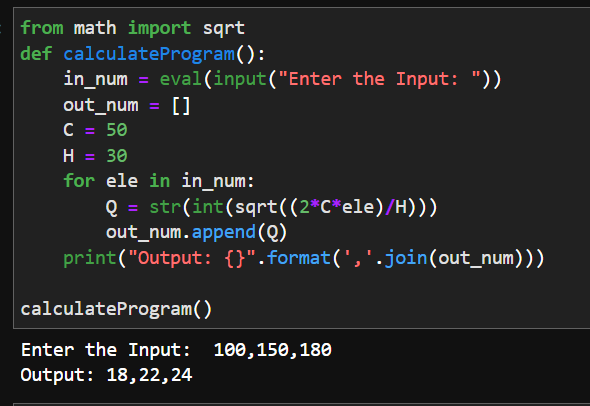 from math import sqrt
def calculateProgram():
    in_num = eval(input("Enter the Input: "))
    out_num = []
    C = 50
    H = 30
    for ele in in_num:
        Q = str(int(sqrt((2*C*ele)/H)))
        out_num.append(Q)
    print("Output: {}".format(','.join(out_num)))

calculateProgram()
Enter the Input:  100,150,180
Output: 18,22,24